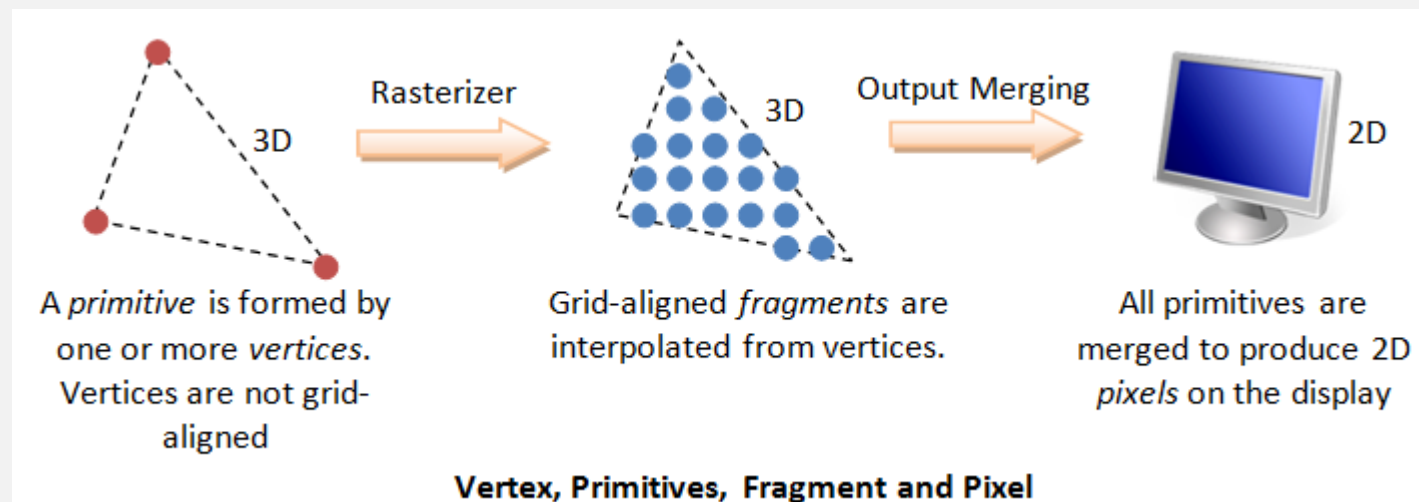 3D
Rasterizer
3D
Output Merging
2D
A primitive is formed by
one or more vertices.
Vertices are not grid-
aligned
Grid-aligned fragments are
interpolated from vertices.
All primitives are
merged to produce 2D
pixels on the display
Vertex, Primitives, Fragment and Pixel